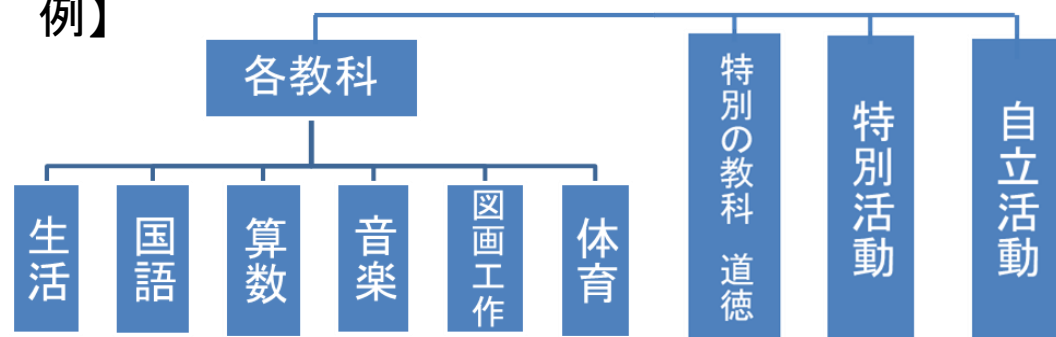 例】
各教科
特別の教科　道徳
特別活動
自立活動
生活
国語
算数
音楽
図画工作
体育